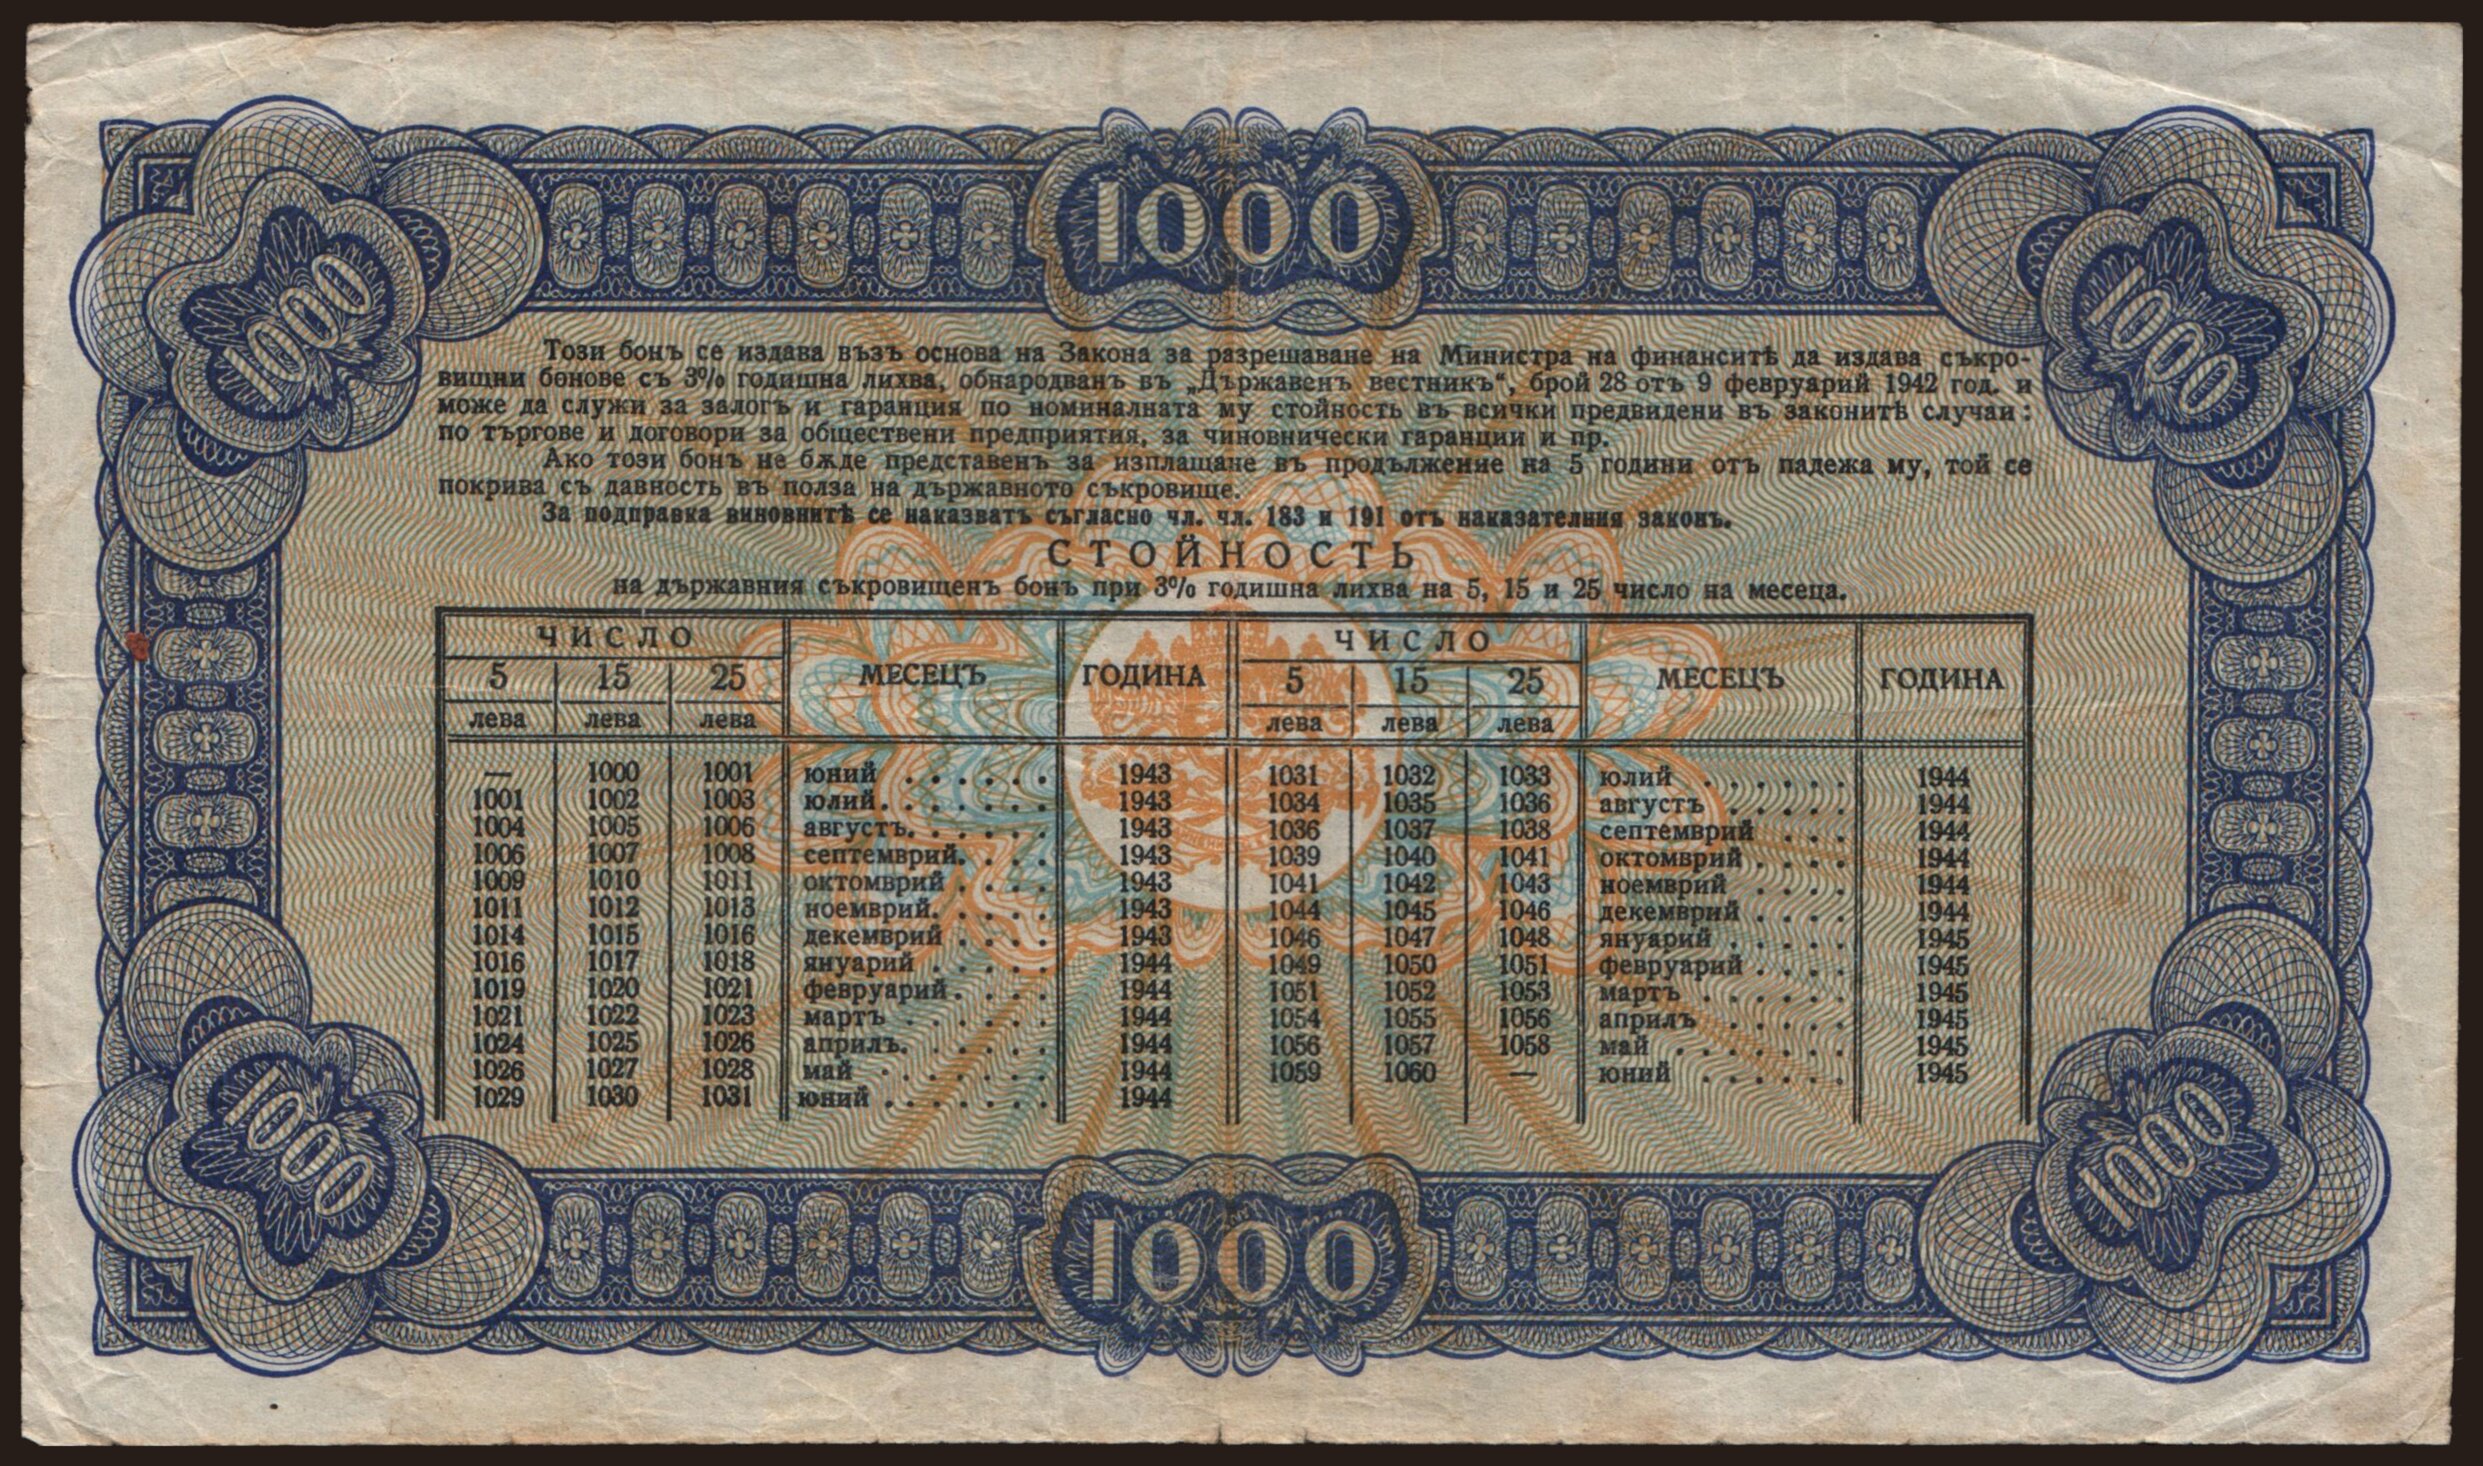 1000
1000
1000
Този бонъ се издава възъ основа на Закона за разрешаване на Министра на финанситѣ да издава съкро-
вищни бонове съ 3% годишна лихва, обнародванъ въ „Държавенъ вестникъ“, брой 28 отъ 9 февруарий 1942 год. и
може да служи за залогъ и гаранция по номиналната му стойность въ всички предвидени въ законитѣ случаи:
по търгове и договори за обществени предприятия, за чиновнически гаранции и пр.
Ако този бонъ не бѫде представенъ за изплащане въ продължение на 5 години отъ падежа му, той се
покрива съ давность въ полза на държавното съкровище.
За подправка виновнитѣ се наказватъ съгласно чл. чл. 183 и 191 отъ наказателния законъ.
СТОЙНОСТЬ
на държавния съкровищенъ бонъ при 3% годишна лихва на 5, 15 и 25 число на месеца.
ЧИСЛО МЕСЕЦЪ ГОДИНА ЧИСЛО МЕСЕЦЪ ГОДИНА
5 15 25 5 15 25
лева лева лева лева лева лева
— 1000 1001 юний . . . . . . 1943 1031 1032 1033 юлий . . . . . . 1944
1001 1002 1003 юлий. . . . . . . 1943 1034 1035 1036 августъ . . . . . 1944
1004 1005 1006 августъ. . . . . . 1943 1036 1037 1038 септемврий . . . 1944
1006 1007 1008 септемврий. . . . 1943 1039 1040 1041 октомврий . . . . 1944
1009 1010 1011 октомврий . . . . 1943 1041 1042 1043 ноемврий . . . . 1944
1011 1012 1013 ноемврий. . . . . 1943 1044 1045 1046 декемврий . . . . 1944
1014 1015 1016 декемврий . . . . 1943 1046 1047 1048 януарий . . . . . 1945
1016 1017 1018 януарий . . . . . 1944 1049 1050 1051 февруарий . . . . 1945
1019 1020 1021 февруарий. . . . 1944 1051 1052 1053 мартъ . . . . . . 1945
1021 1022 1023 мартъ . . . . . . 1944 1054 1055 1056 априлъ . . . . . 1945
1024 1025 1026 априлъ. . . . . . 1944 1056 1057 1058 май . . . . . . . 1945
1026 1027 1028 май . . . . . . . 1944 1059 1060 — юний . . . . . . 1945
1029 1030 1031 юний . . . . . . . 1944
1000
1000
1000